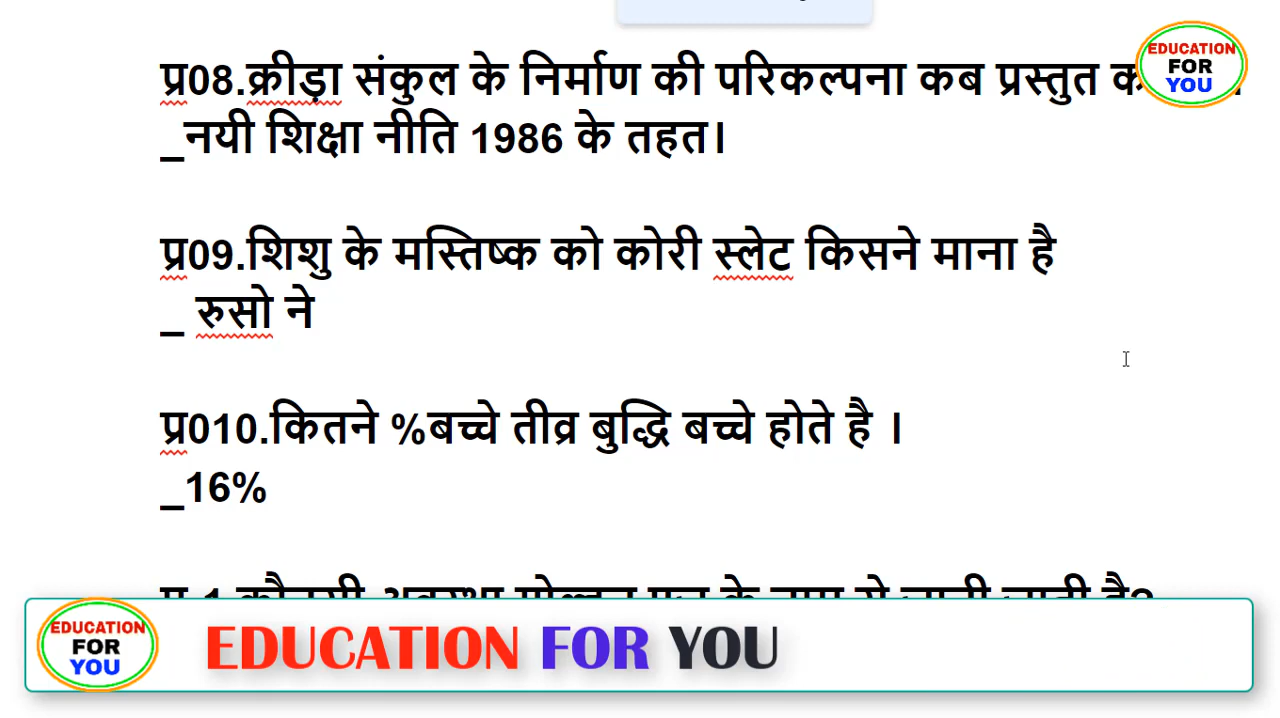 प्र08.क्रीड़ा संकुल के निर्माण की परिकल्पना कब प्रस्तुत
_नयी शिक्षा नीति 1986 के तहत।
प्र09.शिशु के मस्तिष्क को कोरी स्लेट किसने माना है
_ रुसो ने
प्र010.कितने %बच्चे तीव्र बुद्धि बच्चे होते है ।
_16%
EDUCATION
FOR
YOU
EDUCATION
FOR
YOU
EDUCATION FOR YOU